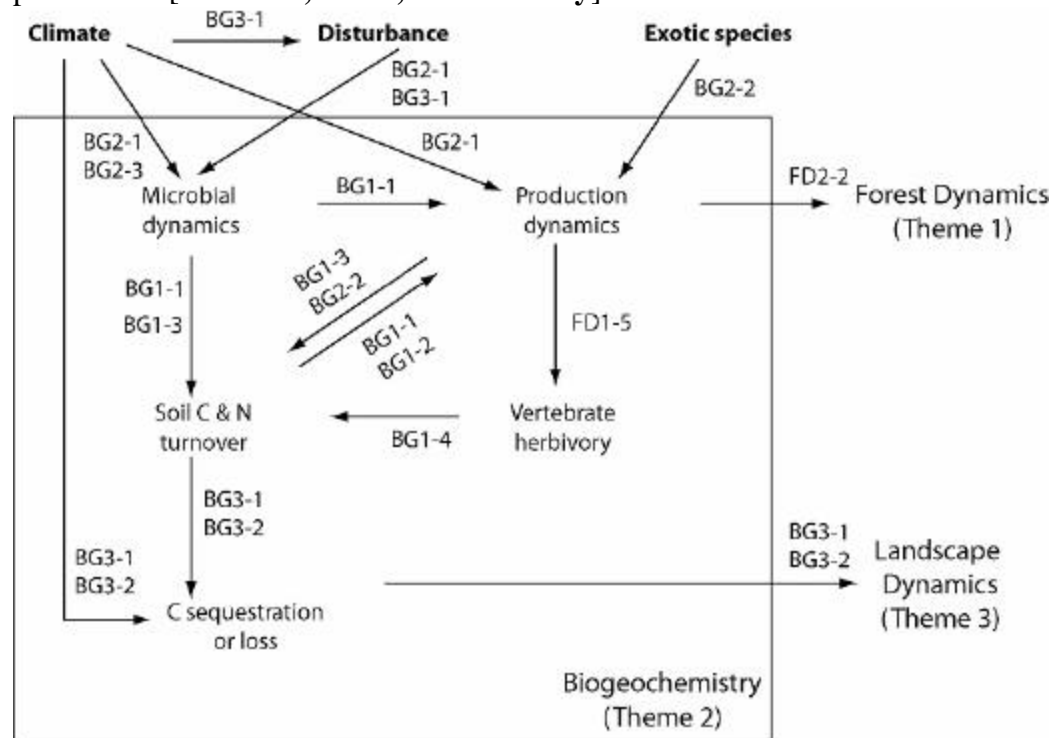 BG3-1
Climate
Disturbance
Exotic species
BG2-1
BG3-1
BG2-2
BG2-1
BG2-3
BG2-1
Microbial
dynamics
BG1-1
Production
dynamics
FD2-2
Forest Dynamics
(Theme 1)
BG1-1
BG1-3
BG1-3
BG2-2
BG1-1
BG1-2
FD1-5
Soil C & N
turnover
BG1-4
Vertebrate
herbivory
BG3-1
BG3-2
BG3-1
BG3-2
C sequestration
or loss
BG3-1
BG3-2
Landscape
Dynamics
(Theme 3)
Biogeochemistry
(Theme 2)